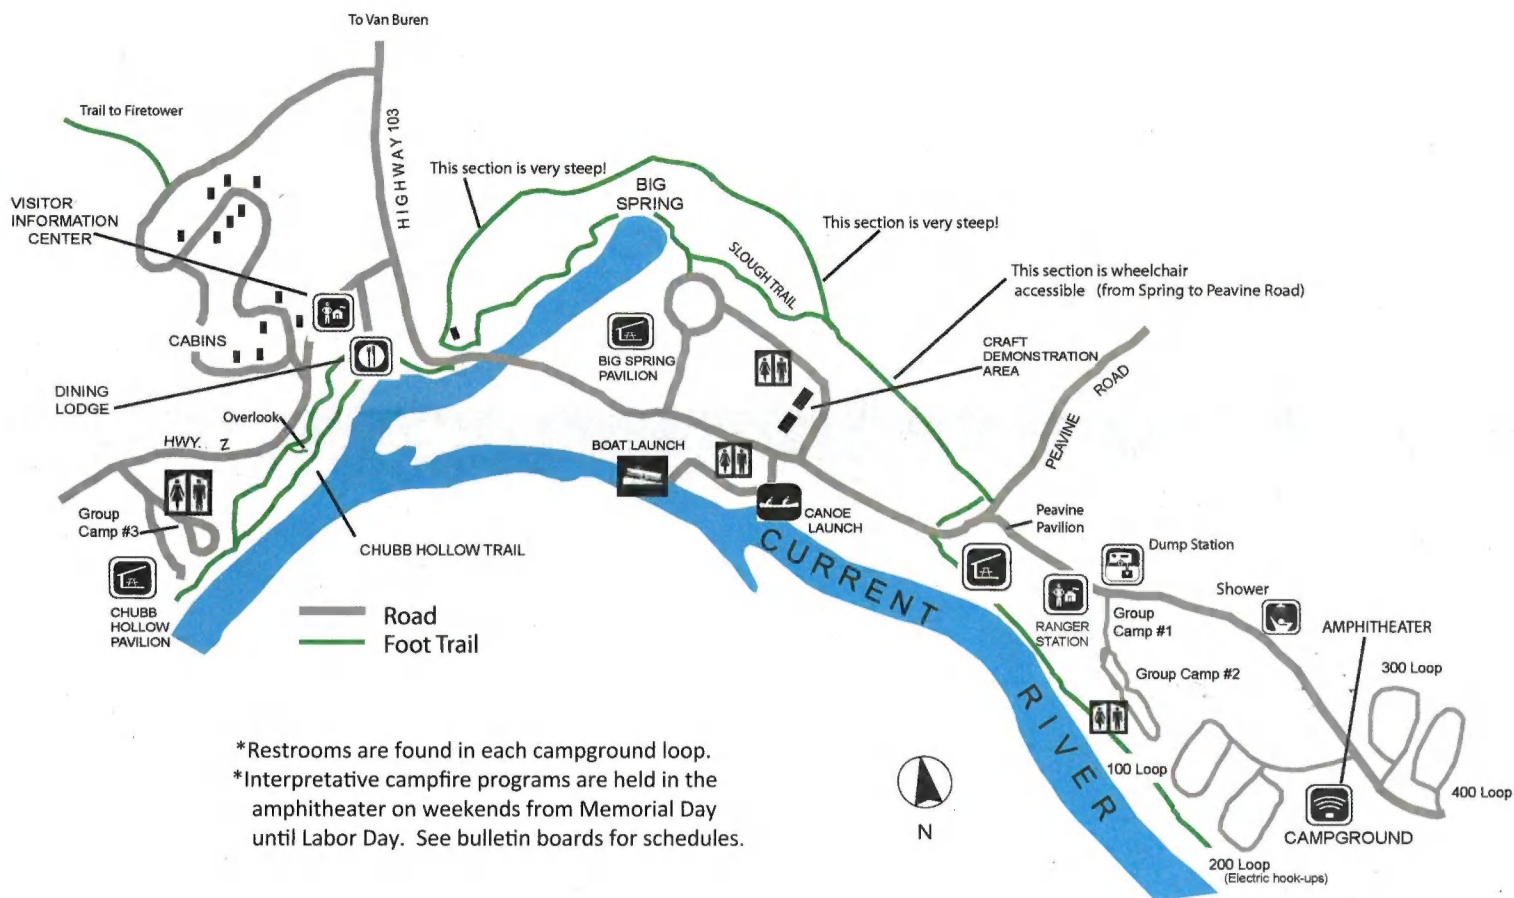 To Van Buren
Trail to Firetower
HIGHWAY 103
This section is very steep!
BIG
SPRING
VISITOR
INFORMATION
CENTER
This section is very steep!
SLOUGH TRAIL
This section is wheelchair
accessible (from Spring to Peavine Road)
CABINS
BIG SPRING
PAVILION
CRAFT
DEMONSTRATION
AREA
PEAVINE ROAD
DINING
LODGE
Overlook
HWY. Z
BOAT LAUNCH
Group
Camp #3
CANOE
LAUNCH
Peavine
Pavilion
CHUBB HOLLOW TRAIL
CURRENT RIVER
Dump Station
CHUBB
HOLLOW
PAVILION
Road
Foot Trail
Shower
RANGER
STATION
Group
Camp #1
AMPHITHEATER
Group Camp #2
300 Loop
*Restrooms are found in each campground loop.
*Interpretative campfire programs are held in the
amphitheater on weekends from Memorial Day
until Labor Day. See bulletin boards for schedules.
N
100 Loop
400 Loop
CAMPGROUND
200 Loop
(Electric hook-ups)